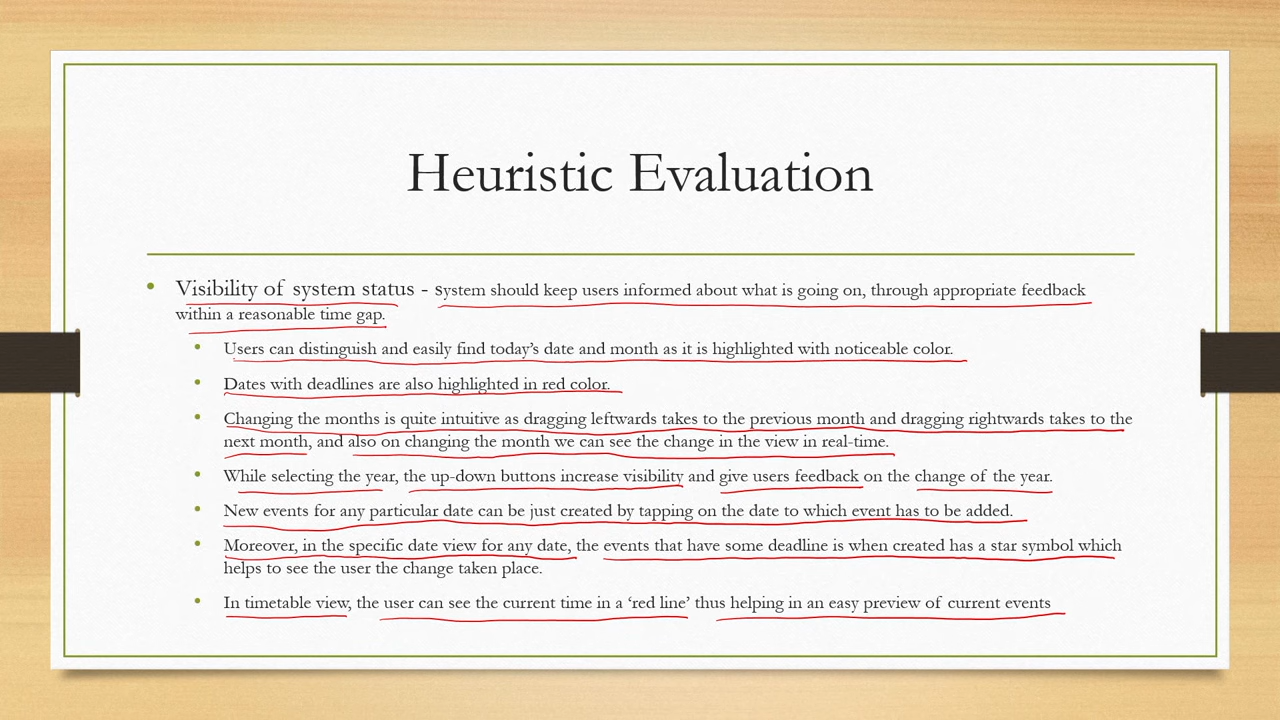 Heuristic Evaluation
• Visibility of system status - system should keep users informed about what is going on, through appropriate feedback
within a reasonable time gap.
• Users can distinguish and easily find today’s date and month as it is highlighted with noticeable color.
• Dates with deadlines are also highlighted in red color.
• Changing the months is quite intuitive as dragging leftwards takes to the previous month and dragging rightwards takes to the
next month, and also on changing the month we can see the change in the view in real-time.
• While selecting the year, the up-down buttons increase visibility and give users feedback on the change of the year.
• New events for any particular date can be just created by tapping on the date to which event has to be added.
• Moreover, in the specific date view for any date, the events that have some deadline is when created has a star symbol which
helps to see the user the change taken place.
• In timetable view, the user can see the current time in a ‘red line’ thus helping in an easy preview of current events